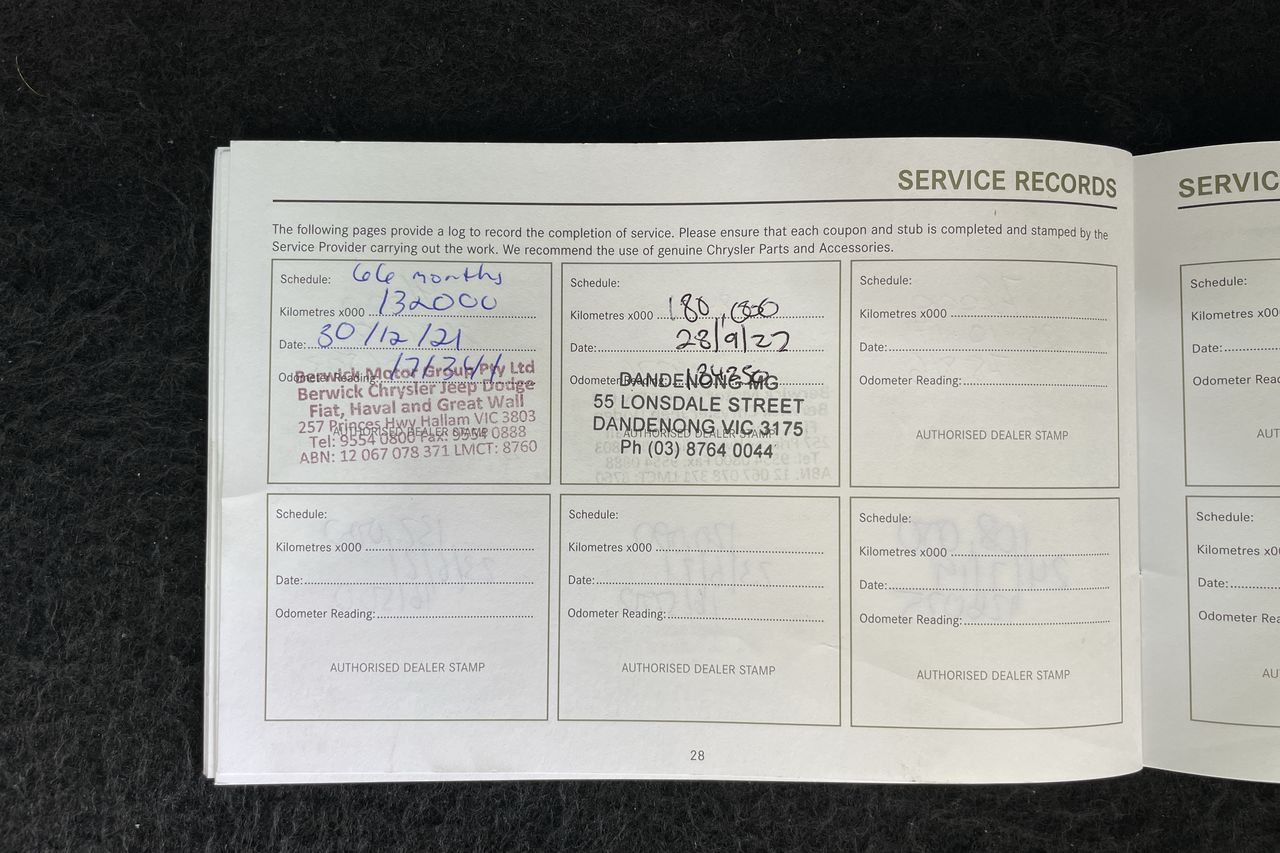 SERVICE RECORDS
The following pages provide a log to record the completion of service. Please ensure that each coupon and stub is completed and stamped by the
Service Provider carrying out the work. We recommend the use of genuine Chrysler Parts and Accessories.
Schedule: 66 months
Kilometres x000 132000
Date: 30/12/21
Odometer Reading:
Berwick Motor Group Pty Ltd
Berwick Chrysler Jeep Dodge
Fiat, Haval and Great Wall
257 Princes Hwy Hallam VIC 3803
AUTHORISED DEALER STAMP
Tel: 9554 0800 Fax: 9554 0888
ABN: 12 067 078 371 LMCT: 8760
Schedule:
Kilometres x000 180,000
Date: 28/9/22
Odometer Reading:
DANDENONG MG
55 LONSDALE STREET
DANDENONG VIC 3175
AUTHORISED DEALER STAMP
Ph (03) 8764 0044
Schedule:
Kilometres x000
Date:
Odometer Reading:
AUTHORISED DEALER STAMP
Schedule:
Kilometres x000
Date:
Odometer Reading:
AUTHORISED DEALER STAMP
Schedule:
Kilometres x000
Date:
Odometer Reading:
AUTHORISED DEALER STAMP
Schedule:
Kilometres x000
Date:
Odometer Reading:
AUTHORISED DEALER STAMP
28
SERVIC
Schedule:
Kilometres x00
Date:
Odometer Rea
AUT
Schedule:
Kilometres x0
Date:
Odometer Rea
AU